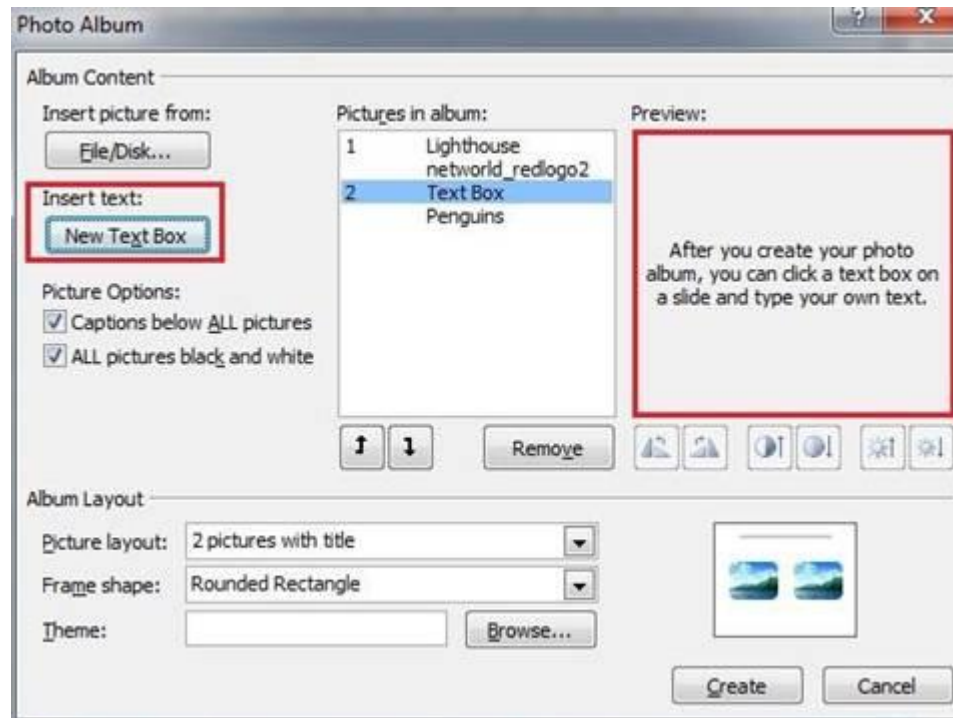 Photo Album
Album Content
Insert picture from:
File/Disk...
Insert text:
New Text Box
Picture Options:
Captions below ALL pictures
ALL pictures black and white
Pictures in album:
1 Lighthouse
networld_redlogo2
2 Text Box
Penguins
Remove
Preview:
After you create your photo
album, you can click a text box on
a slide and type your own text.
Album Layout
Picture layout: 2 pictures with title
Frame shape: Rounded Rectangle
Theme:
Browse...
Create
Cancel